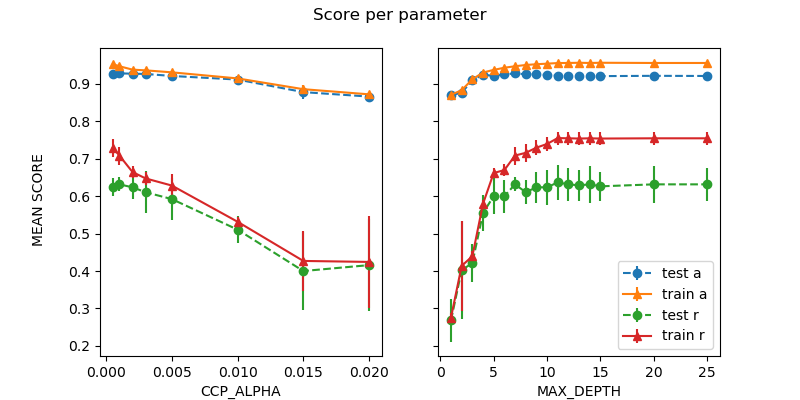 Score per parameter
MEAN SCORE
0.9
0.8
0.7
0.6
0.5
0.4
0.3
0.2
0.000 0.005 0.010 0.015 0.020
CCP_ALPHA
0 5 10 15 20 25
MAX_DEPTH
test a
train a
test r
train r